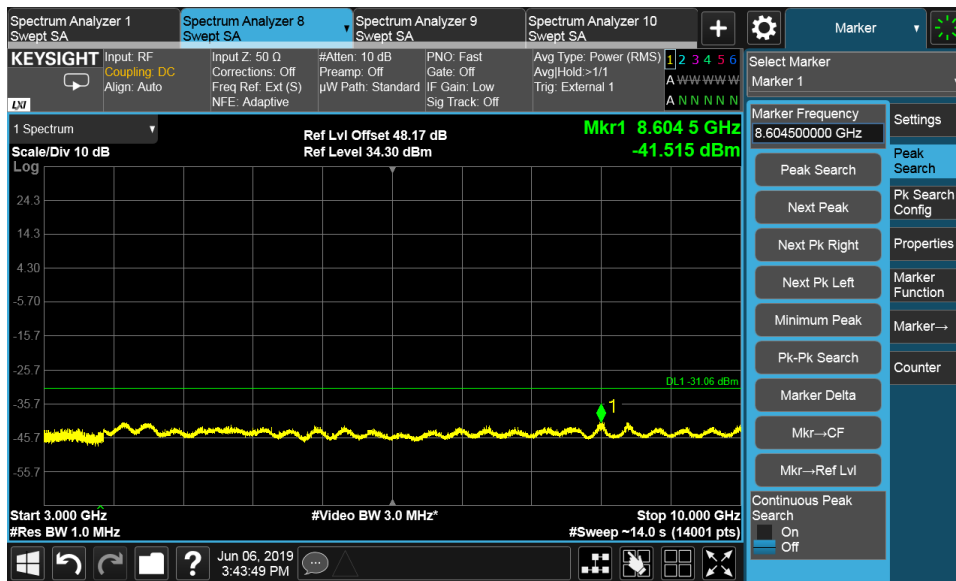 Spectrum Analyzer 1
Swept SA
Spectrum Analyzer 8
Swept SA
Spectrum Analyzer 9
Swept SA
Spectrum Analyzer 10
Swept SA
Marker
KEYSIGHT
LXI
Input: RF
Coupling: DC
Align: Auto
Input Z: 50 Ω
Corrections: Off
Freq Ref: Ext (S)
NFE: Adaptive
#Atten: 10 dB
Preamp: Off
µW Path: Standard
PNO: Fast
Gate: Off
IF Gain: Low
Sig Track: Off
Avg Type: Power (RMS)
Avg|Hold:>1/1
Trig: External 1
1 2 3 4 5 6
A W W W W W
A N N N N N
Select Marker
Marker 1
1 Spectrum
Scale/Div 10 dB
Log
Ref Lvl Offset 48.17 dB
Ref Level 34.30 dBm
Mkr1 8.604 5 GHz
-41.515 dBm
24.3
14.3
4.30
-5.70
-15.7
-25.7
-35.7
-45.7
-55.7
DL1 -31.06 dBm
1
Start 3.000 GHz
#Res BW 1.0 MHz
#Video BW 3.0 MHz*
Stop 10.000 GHz
#Sweep ~14.0 s (14001 pts)
Marker Frequency
8.604500000 GHz
Peak Search
Next Peak
Next Pk Right
Next Pk Left
Minimum Peak
Pk-Pk Search
Marker Delta
Mkr→CF
Mkr→Ref Lvl
Continuous Peak
Search
On
Off
Settings
Peak
Search
Pk Search
Config
Properties
Marker
Function
Marker→
Counter
?
Jun 06, 2019
3:43:49 PM